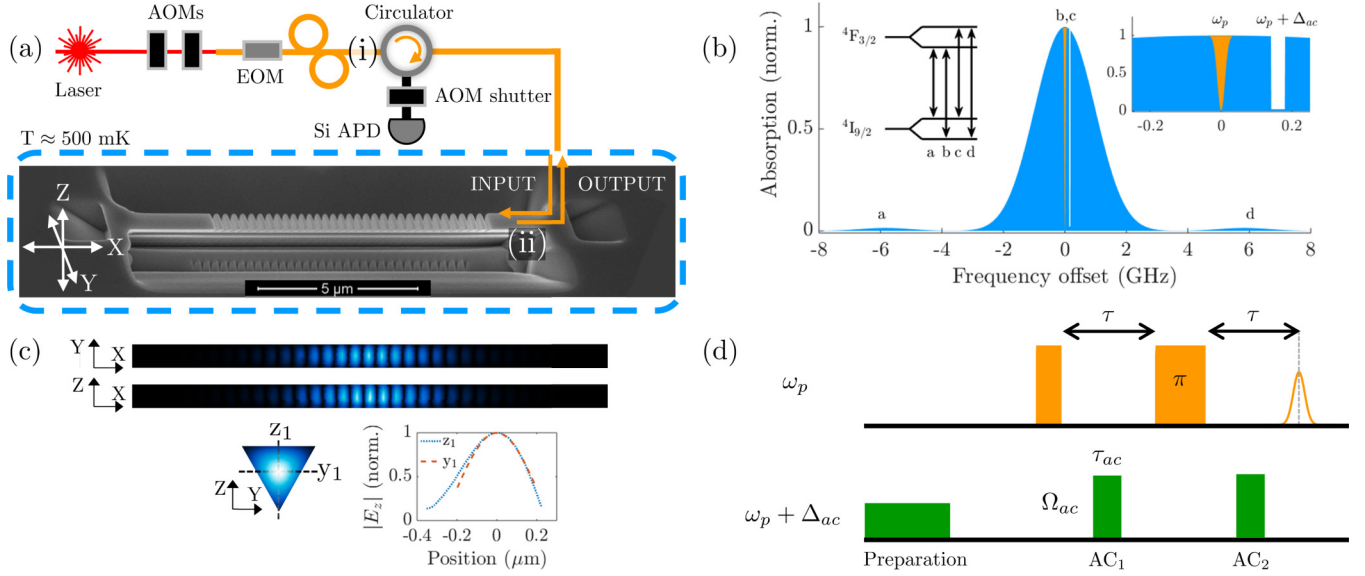 (a)
AOMs
Circulator
(i)
EOM
Laser
AOM shutter
Si APD
T ≈ 500 mK
INPUT
OUTPUT
Z
X
Y
(ii)
5 µm
(b)
Absorption (norm.)
1
0.5
0
b,c
⁴F₃/₂
⁴I₉/₂
a b c d
a
d
ωₚ
ωₚ + Δₐc
1
0.5
0
-0.2 0 0.2
-8 -6 -4 -2 0 2 4 6 8
Frequency offset (GHz)
(c)
Y
X
Z
X
z₁
y₁
Z
Y
|E_z| (norm.)
1
0.5
0
z₁
y₁
-0.4 -0.2 0 0.2
Position (µm)
(d)
τ τ
ωₚ
π
τₐc
Ωₐc
ωₚ + Δₐc
Preparation AC₁ AC₂